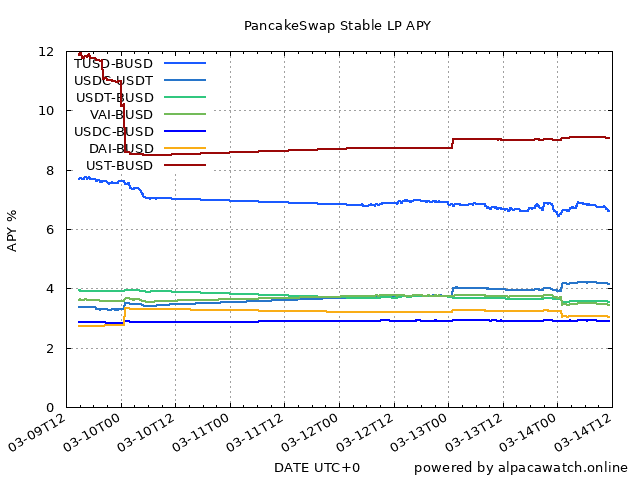 PancakeSwap Stable LP APY
12
10
8
6
4
2
0
APY %
TUSD-BUSD
USDC-USDT
USDT-BUSD
VAI-BUSD
USDC-BUSD
DAI-BUSD
UST-BUSD
03-09T12
03-10T00
03-10T12
03-11T00
03-11T12
03-12T00
03-12T12
03-13T00
03-13T12
03-14T00
03-14T12
DATE UTC+0
powered by alpacawatch.online